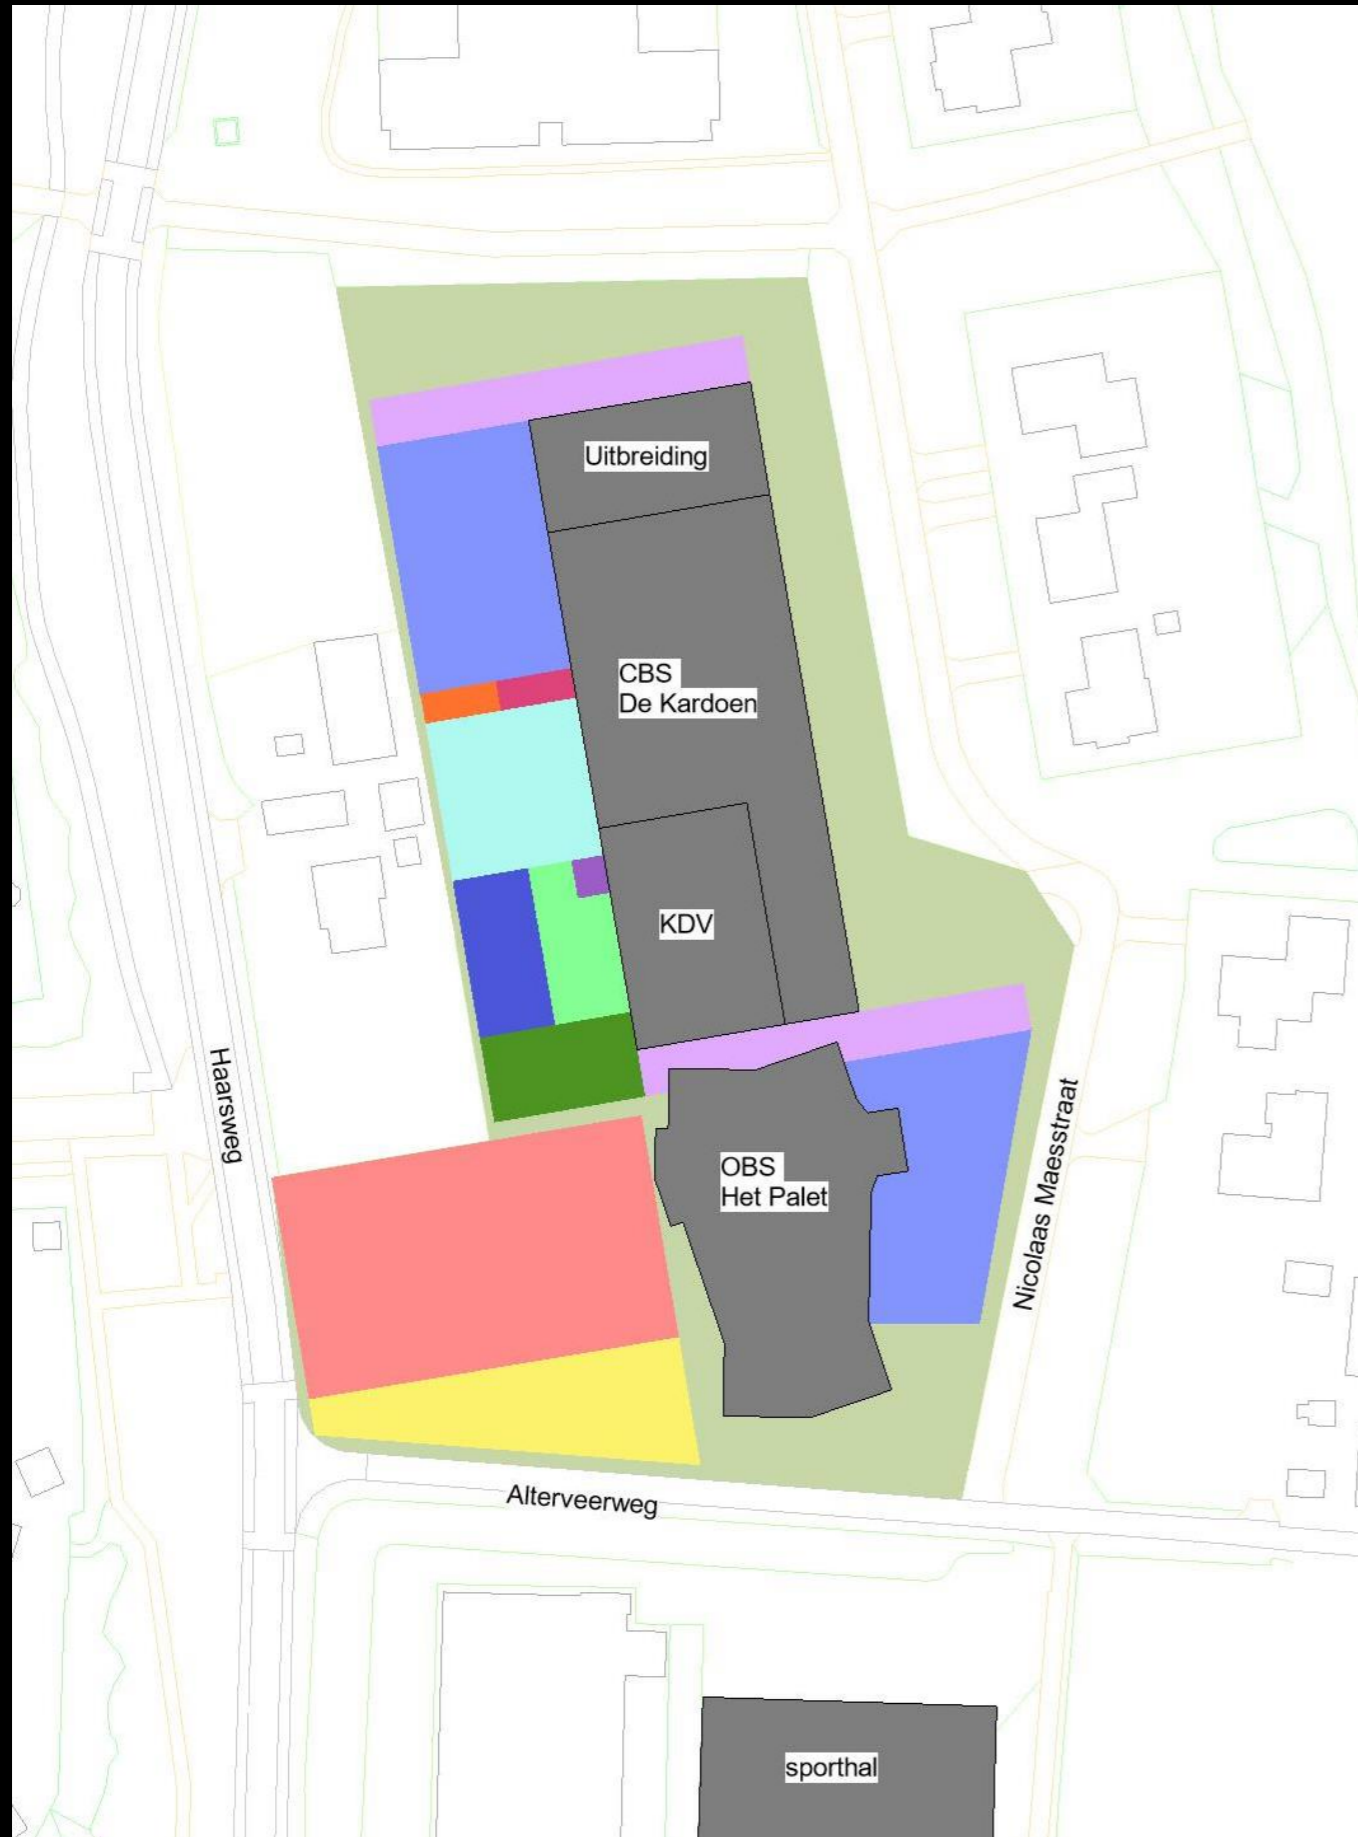 Uitbreiding
CBS
De Kardoen
KDV
Haarsweg
OBS
Het Palet
Nicolaas Maesstraat
Alterveerweg
sporthal